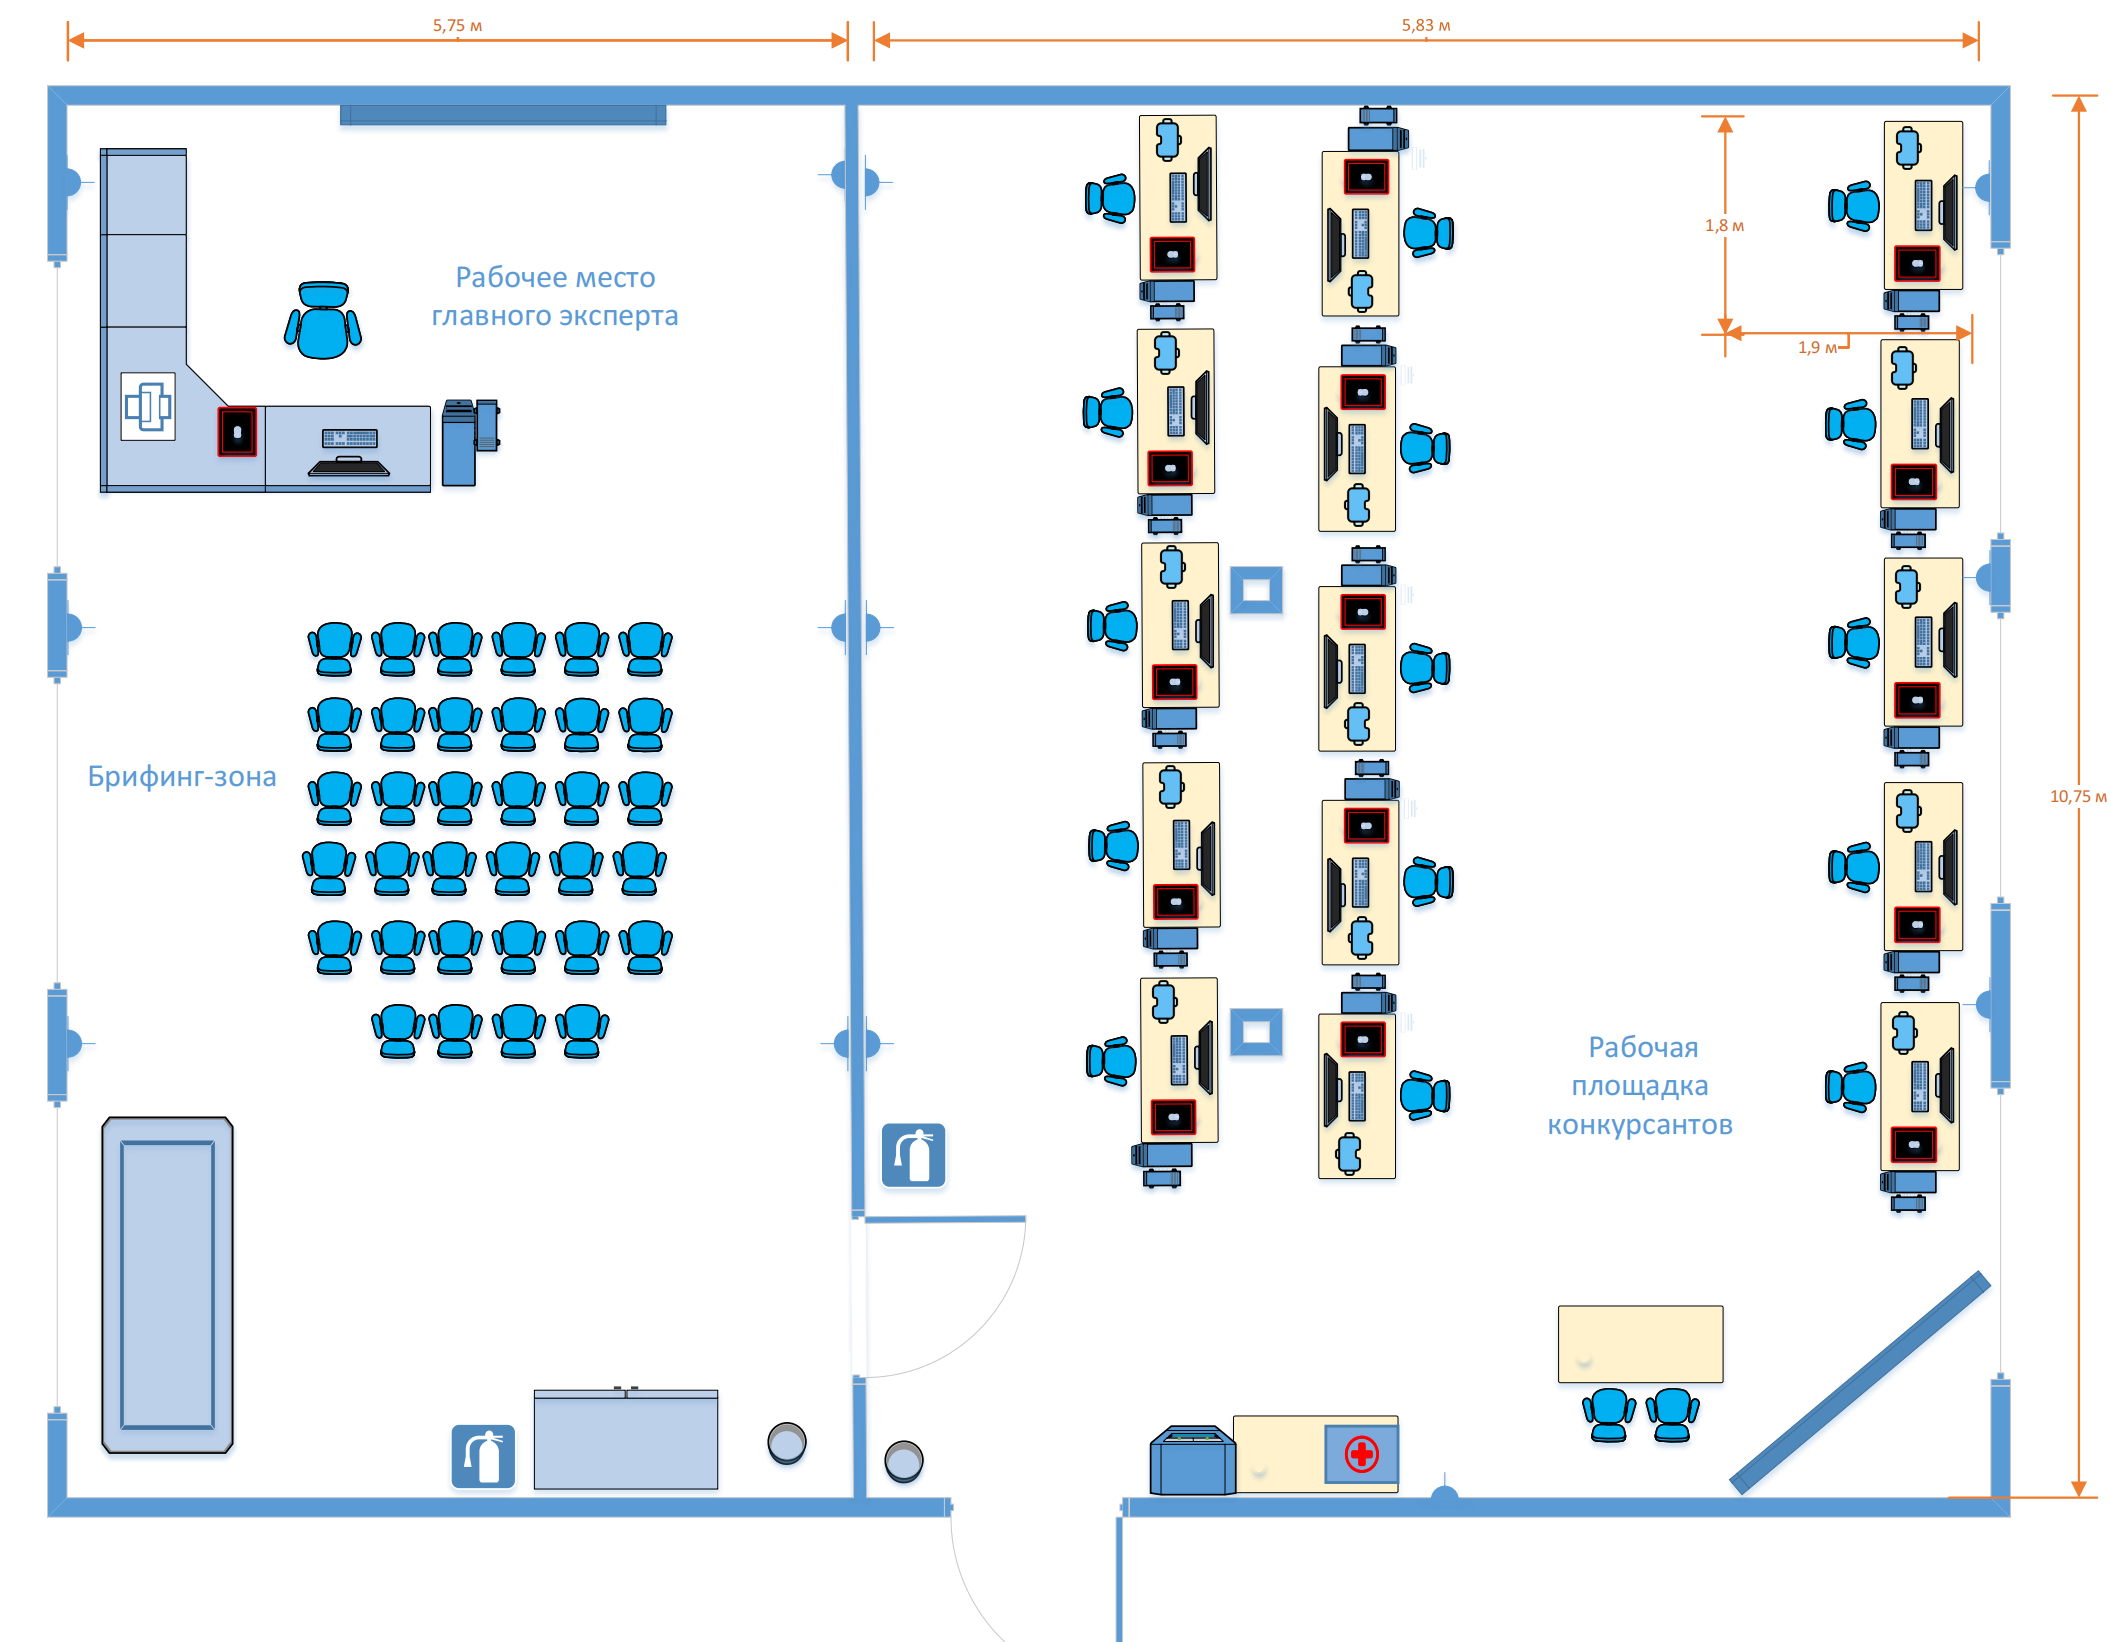 5,75 м
5,83 м
1,8 м
Рабочее место
главного эксперта
1,9 м
Брифинг-зона
10,75 м
Рабочая
площадка
конкурсантов